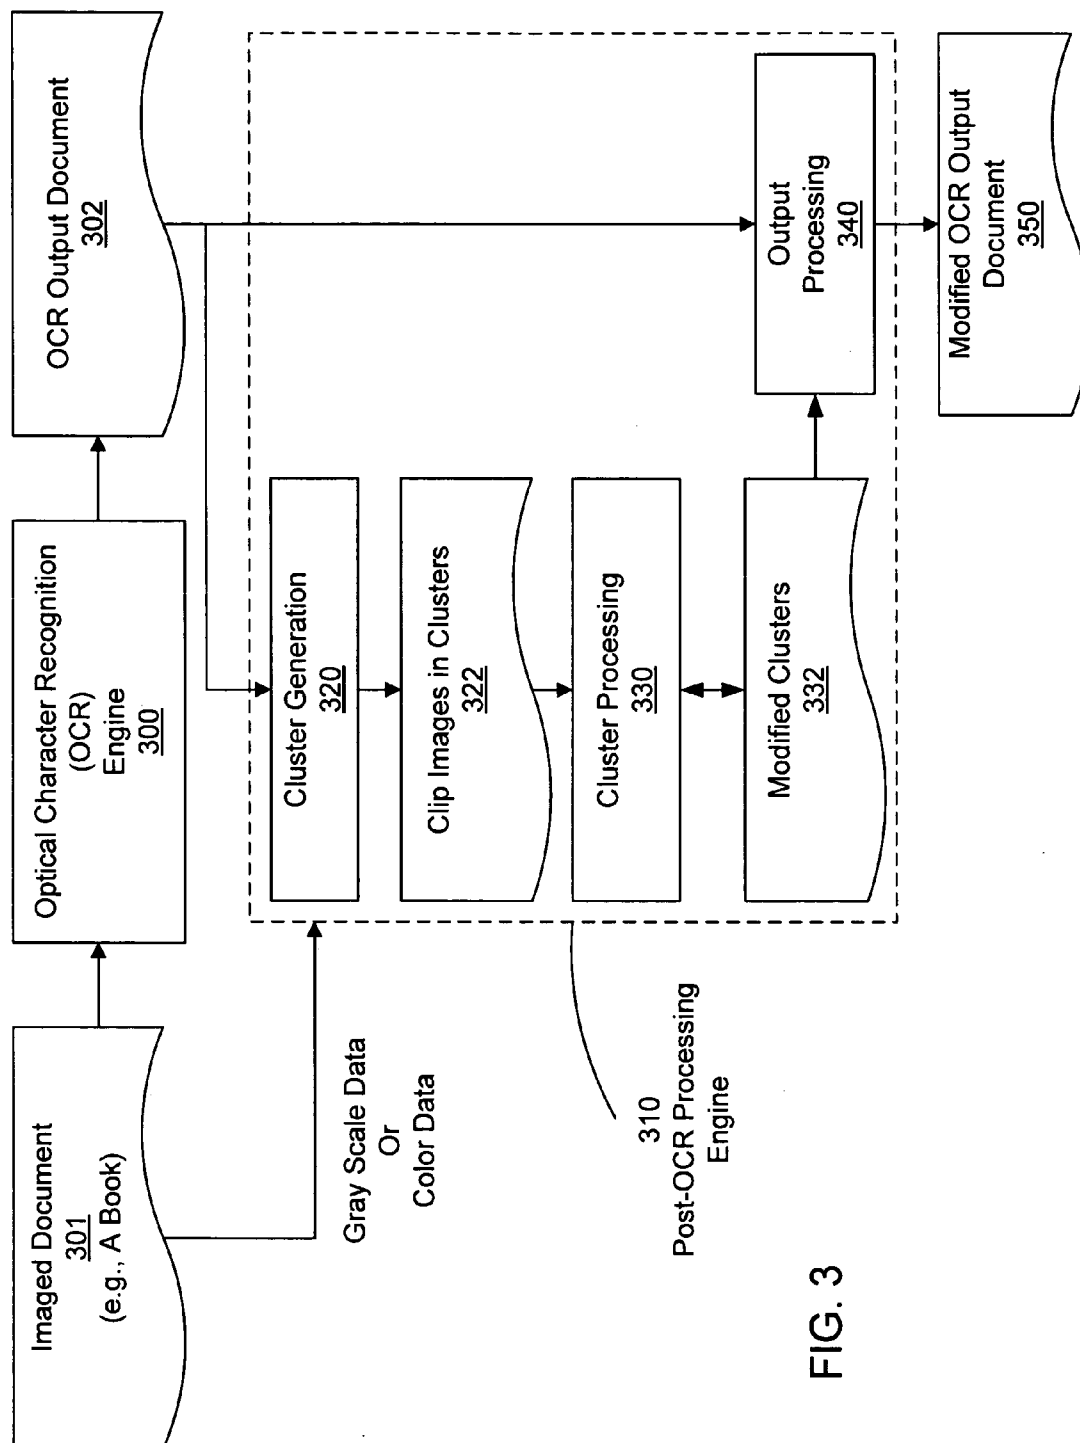 Imaged Document
301
(e.g., A Book)
Optical Character Recognition
(OCR)
Engine
300
OCR Output Document
302
Gray Scale Data
Or
Color Data
310
Post-OCR Processing
Engine
Cluster Generation
320
Clip Images in Clusters
322
Cluster Processing
330
Modified Clusters
332
Output
Processing
340
Modified OCR Output
Document
350
FIG. 3